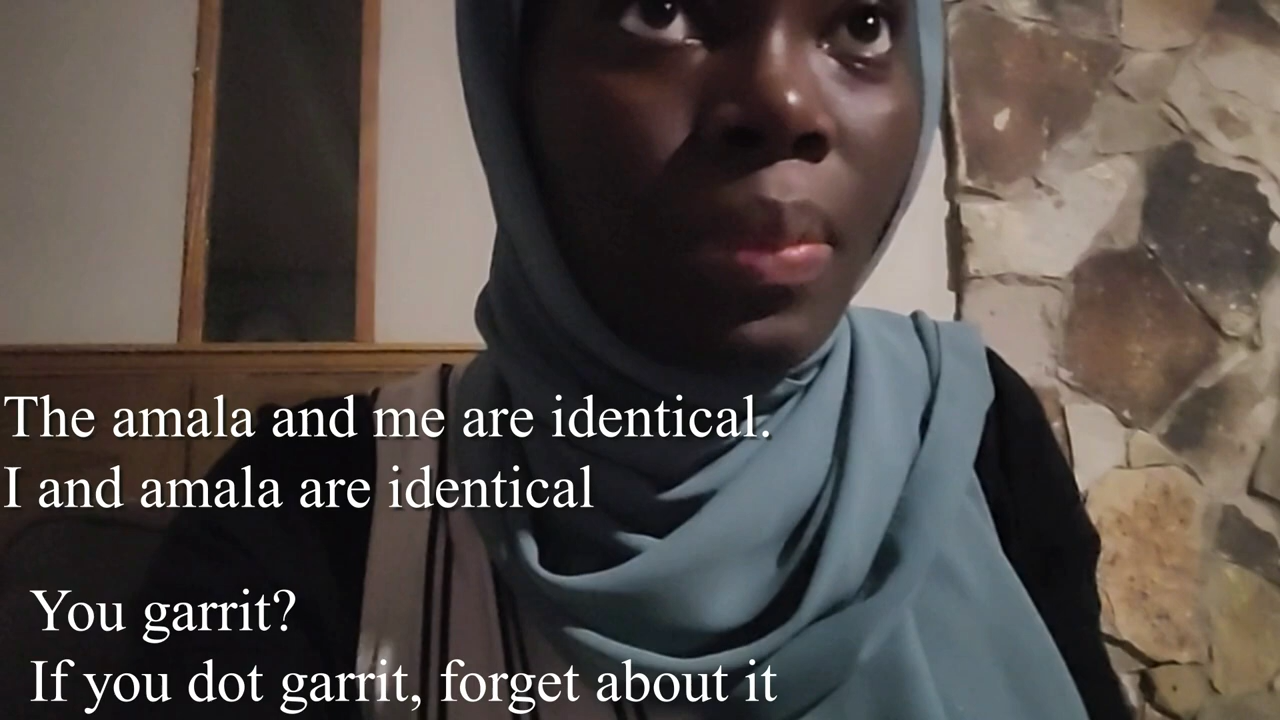 The amala and me are identical.
I and amala are identical
You garrit?
If you dot garrit, forget about it